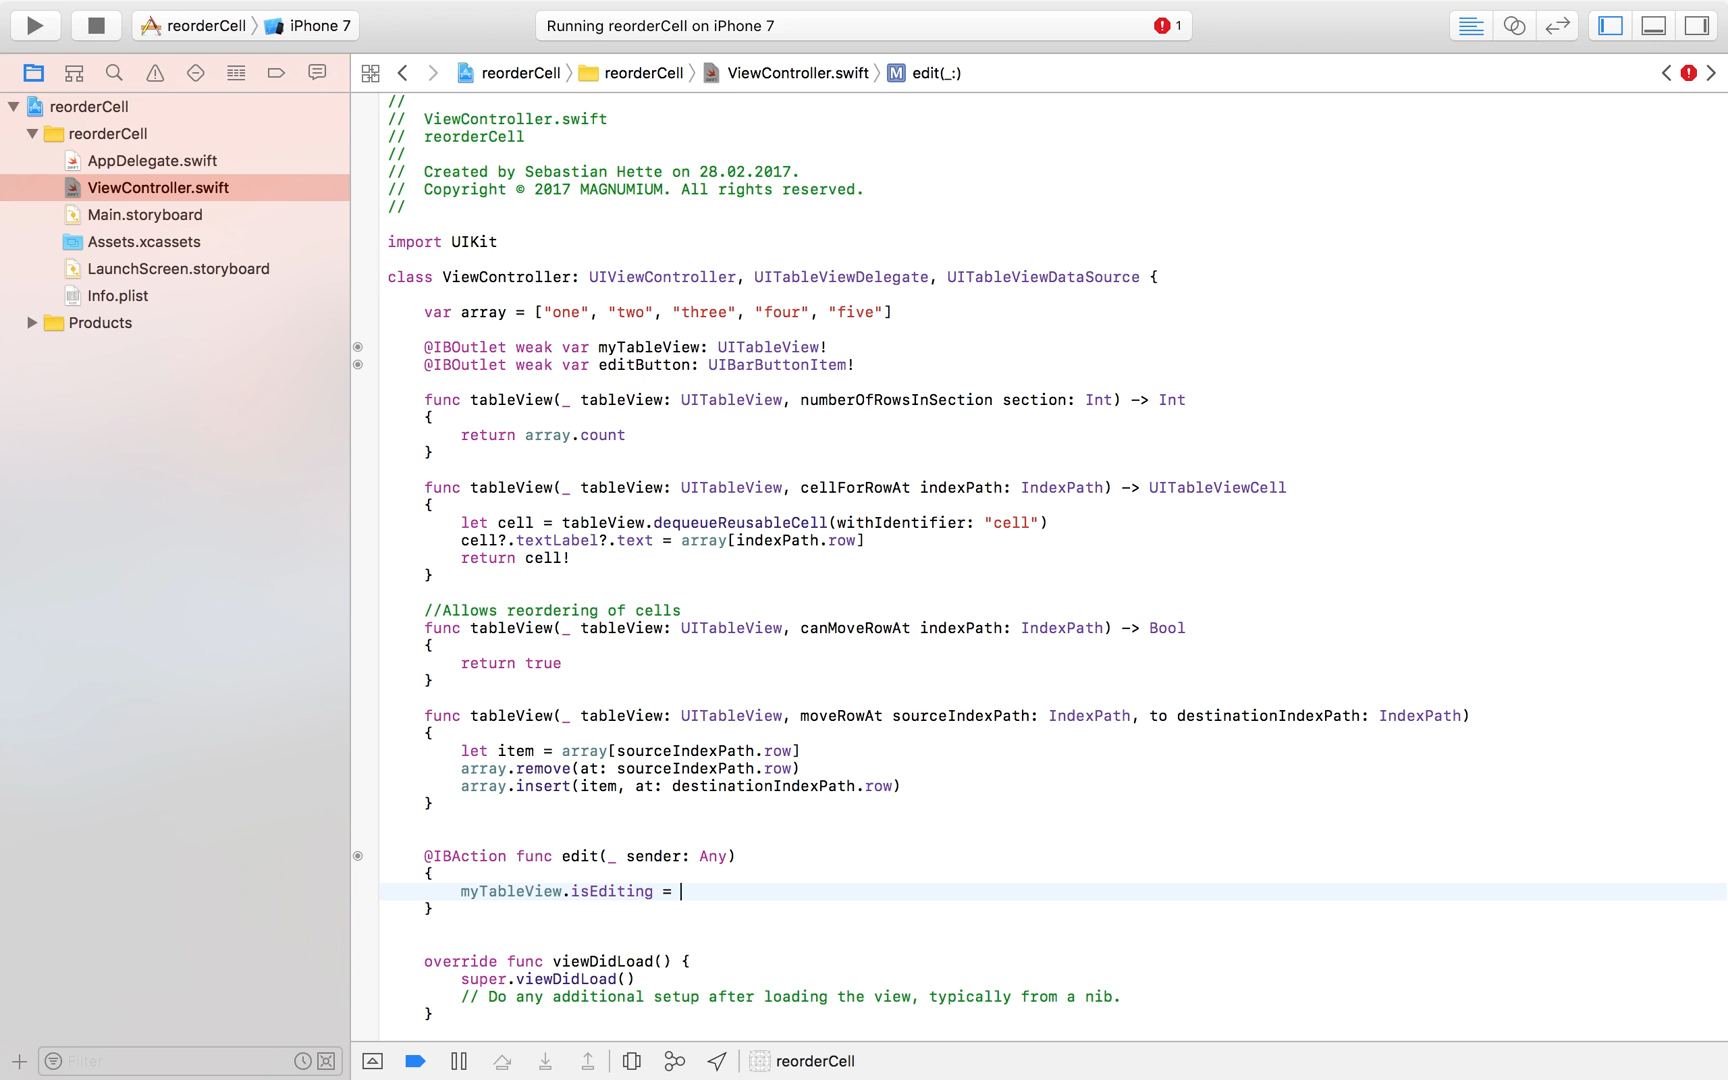 reorderCell iPhone 7
Running reorderCell on iPhone 7
1
reorderCell reorderCell ViewController.swift M edit(_:)
reorderCell
reorderCell
AppDelegate.swift
ViewController.swift
Main.storyboard
Assets.xcassets
LaunchScreen.storyboard
Info.plist
Products
//
//  ViewController.swift
//  reorderCell
//
//  Created by Sebastian Hette on 28.02.2017.
//  Copyright © 2017 MAGNUMIUM. All rights reserved.
//
import UIKit
class ViewController: UIViewController, UITableViewDelegate, UITableViewDataSource {
var array = ["one", "two", "three", "four", "five"]
@IBOutlet weak var myTableView: UITableView!
@IBOutlet weak var editButton: UIBarButtonItem!
func tableView(_ tableView: UITableView, numberOfRowsInSection section: Int) -> Int
{
return array.count
}
func tableView(_ tableView: UITableView, cellForRowAt indexPath: IndexPath) -> UITableViewCell
{
let cell = tableView.dequeueReusableCell(withIdentifier: "cell")
cell?.textLabel?.text = array[indexPath.row]
return cell!
}
//Allows reordering of cells
func tableView(_ tableView: UITableView, canMoveRowAt indexPath: IndexPath) -> Bool
{
return true
}
func tableView(_ tableView: UITableView, moveRowAt sourceIndexPath: IndexPath, to destinationIndexPath: IndexPath)
{
let item = array[sourceIndexPath.row]
array.remove(at: sourceIndexPath.row)
array.insert(item, at: destinationIndexPath.row)
}
@IBAction func edit(_ sender: Any)
{
myTableView.isEditing =
}
override func viewDidLoad() {
super.viewDidLoad()
// Do any additional setup after loading the view, typically from a nib.
}
Filter
reorderCell